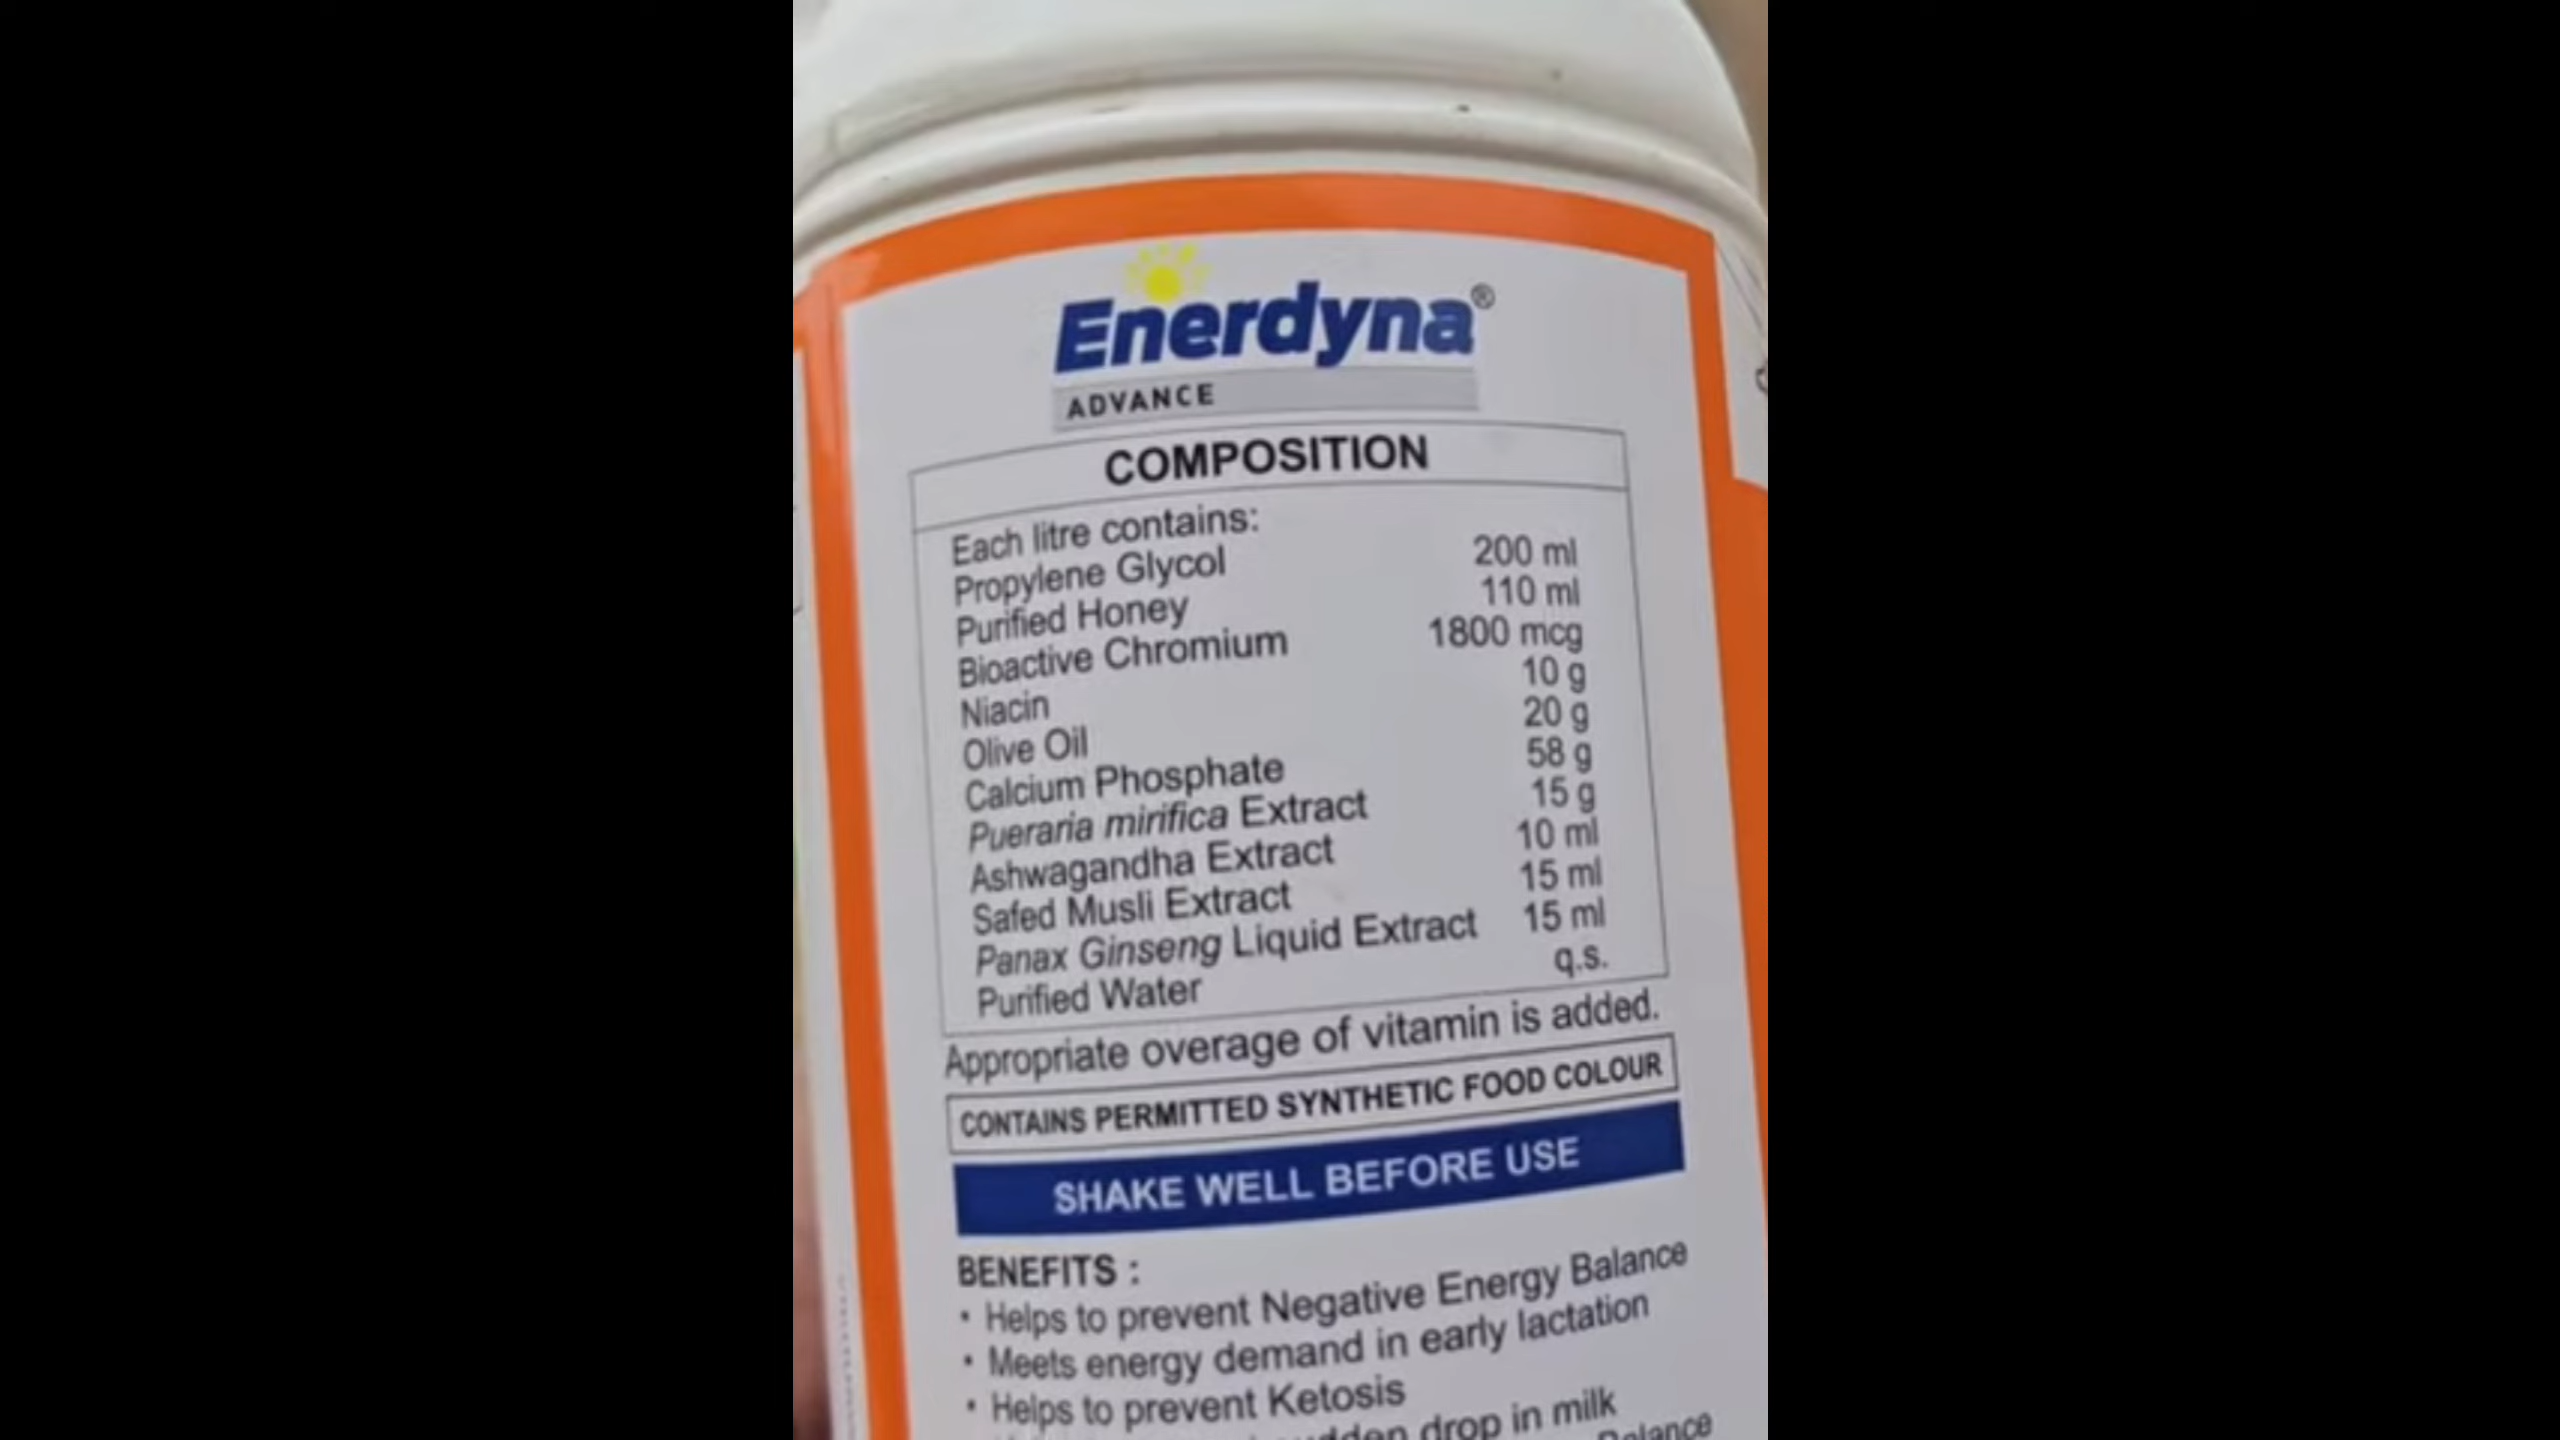 Enerdyna®
ADVANCE
COMPOSITION
Each litre contains:
Propylene Glycol 200 ml
Purified Honey 110 ml
Bioactive Chromium 1800 mcg
Niacin 10 g
Olive Oil 20 g
Calcium Phosphate 58 g
Pueraria mirifica Extract 15 g
Ashwagandha Extract 10 ml
Safed Musli Extract 15 ml
Panax Ginseng Liquid Extract 15 ml
Purified Water q.s.
Appropriate overage of vitamin is added.
CONTAINS PERMITTED SYNTHETIC FOOD COLOUR
SHAKE WELL BEFORE USE
BENEFITS :
• Helps to prevent Negative Energy Balance
• Meets energy demand in early lactation
• Helps to prevent Ketosis
drop in milk
Balance